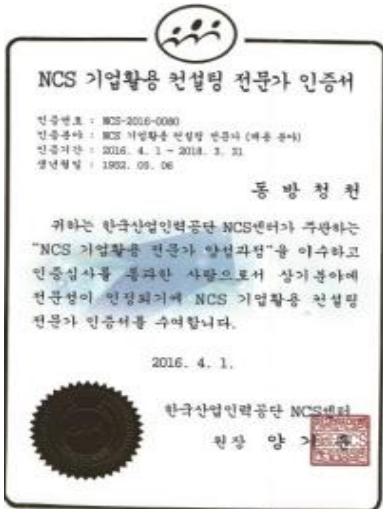 NCS 기업활용 컨설팅 전문가 인증서
인증번호 : NCS-2016-0080
인증분야 : NCS 기업활용 컨설팅 전문가 (채용 분야)
인증기간 : 2016. 4. 1 ~ 2018. 3. 31
생년월일 : 1952. 05. 06
동 방 청 천
귀하는 한국산업인력공단 NCS센터가 주관하는
"NCS 기업활용 전문가 양성과정"을 이수하고
인증심사를 통과한 사람으로서 상기분야에
전문성이 인정되기에 NCS 기업활용 컨설팅
전문가 인증서를 수여합니다.
2016. 4. 1.
한국산업인력공단 NCS센터
원장 양